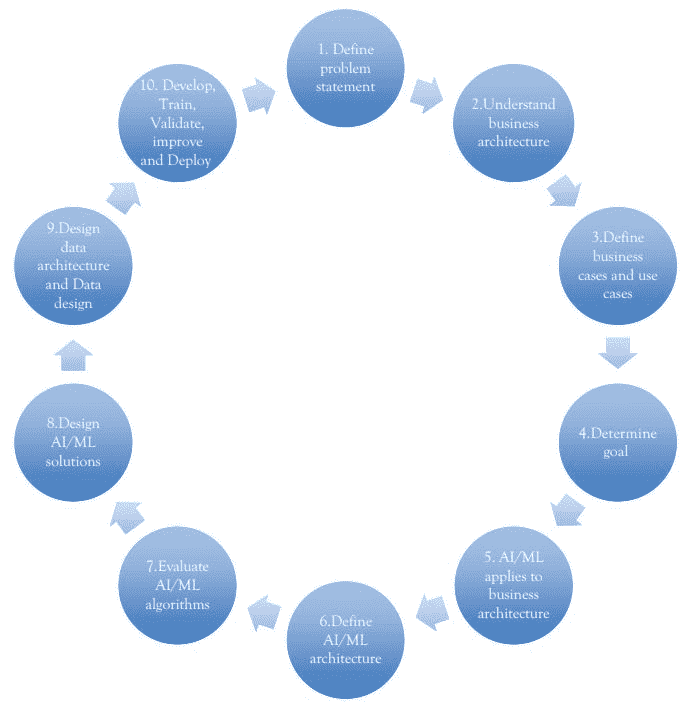 1. Define
problem
statement
2.Understand
business
architecture
3.Define
business
cases and use
cases
4.Determine
goal
5. AI/ML
applies to
business
architecture
6.Define
AI/ML
architecture
7.Evaluate
AI/ML
algorithms
8.Design
AI/ML
solutions
9.Design
data
architecture
and Data
design
10. Develop,
Train,
Validate,
improve
and Deploy